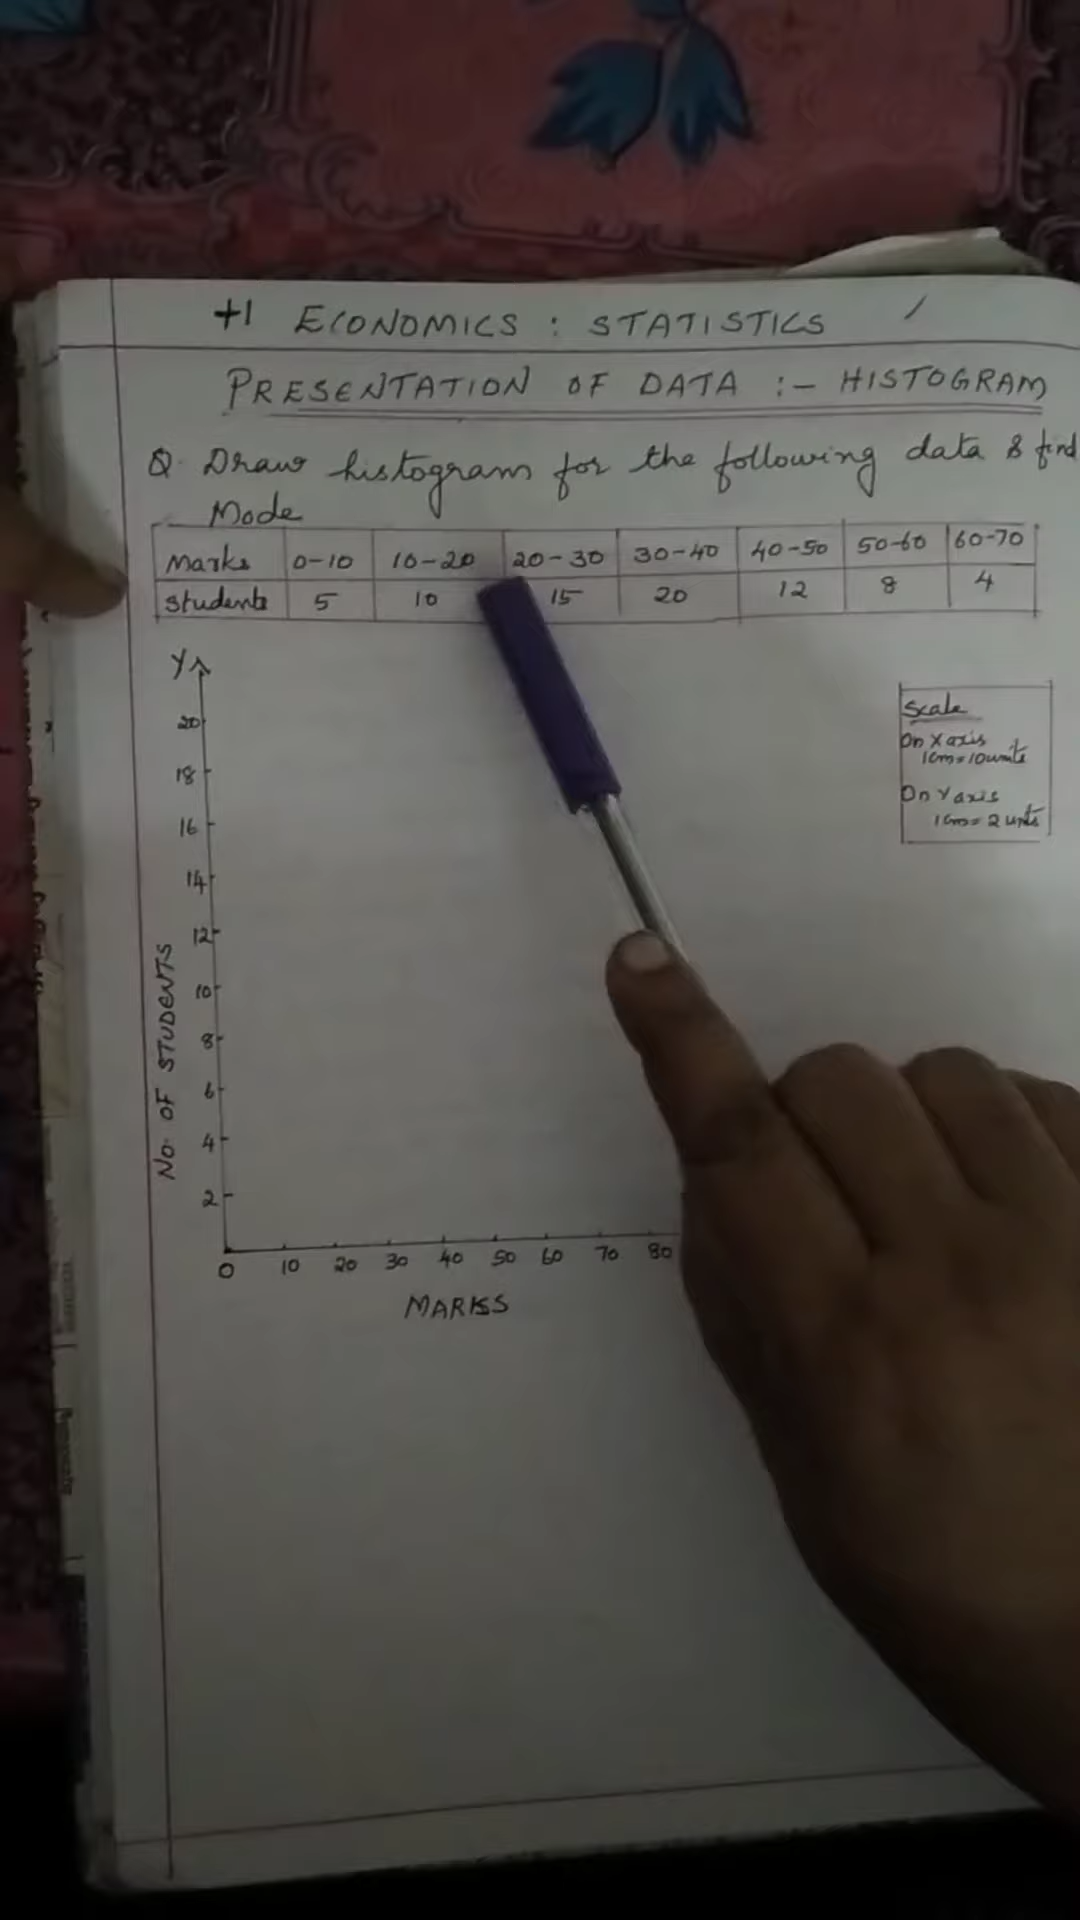 +1 ECONOMICS : STATISTICS
PRESENTATION OF DATA :- HISTOGRAM
Q. Draw histogram for the following data & find
Mode
Marks 0-10 10-20 20-30 30-40 40-50 50-60 60-70
Students 5 10 15 20 12 8 4
Y
Scale
On X axis
1cm = 10 units
On Y axis
1cm = 2 units
20
18
16
14
12
10
8
6
4
2
No. OF STUDENTS
0 10 20 30 40 50 60 70 80
MARKS